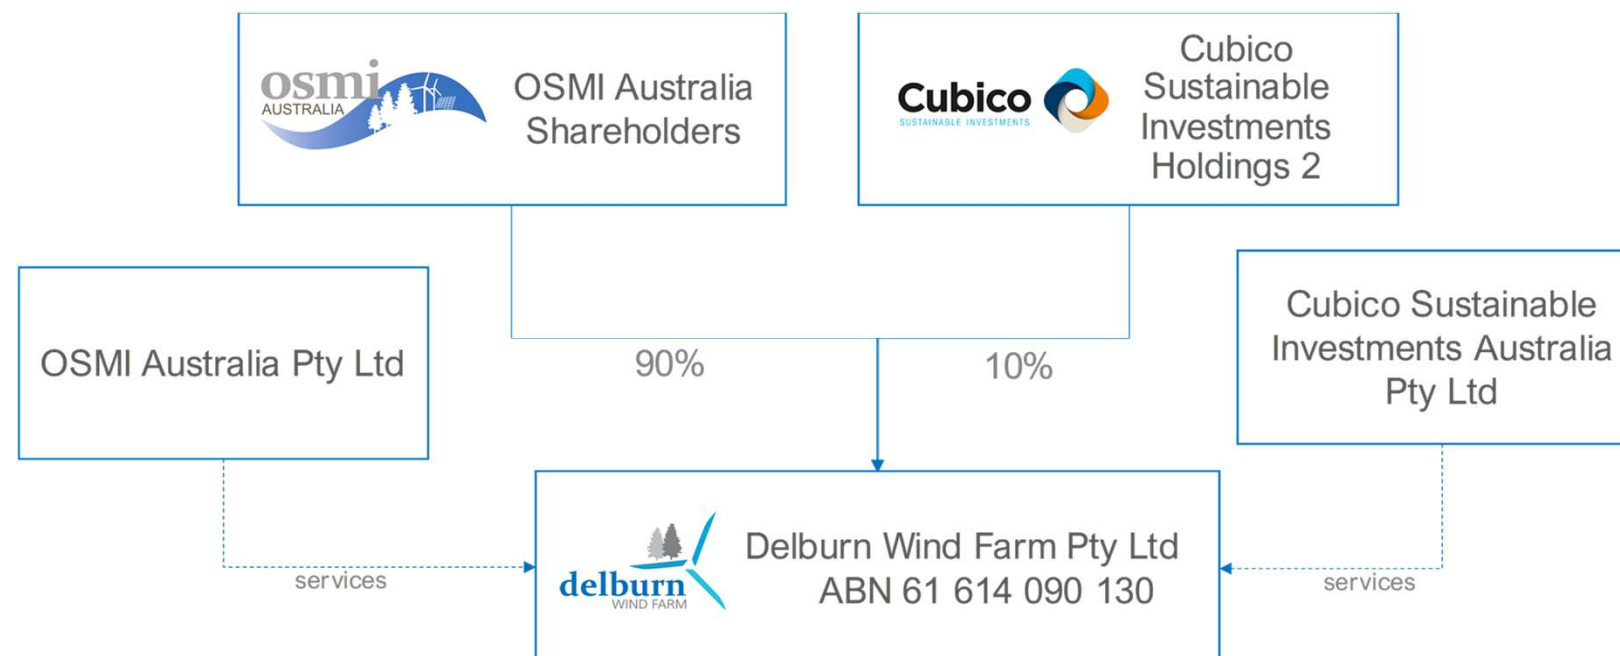 osmi
AUSTRALIA
OSMI Australia
Shareholders
Cubico
SUSTAINABLE INVESTMENTS
Cubico
Sustainable
Investments
Holdings 2
OSMI Australia Pty Ltd
90%
10%
Cubico Sustainable
Investments Australia
Pty Ltd
services
delburn
WIND FARM
Delburn Wind Farm Pty Ltd
ABN 61 614 090 130
services